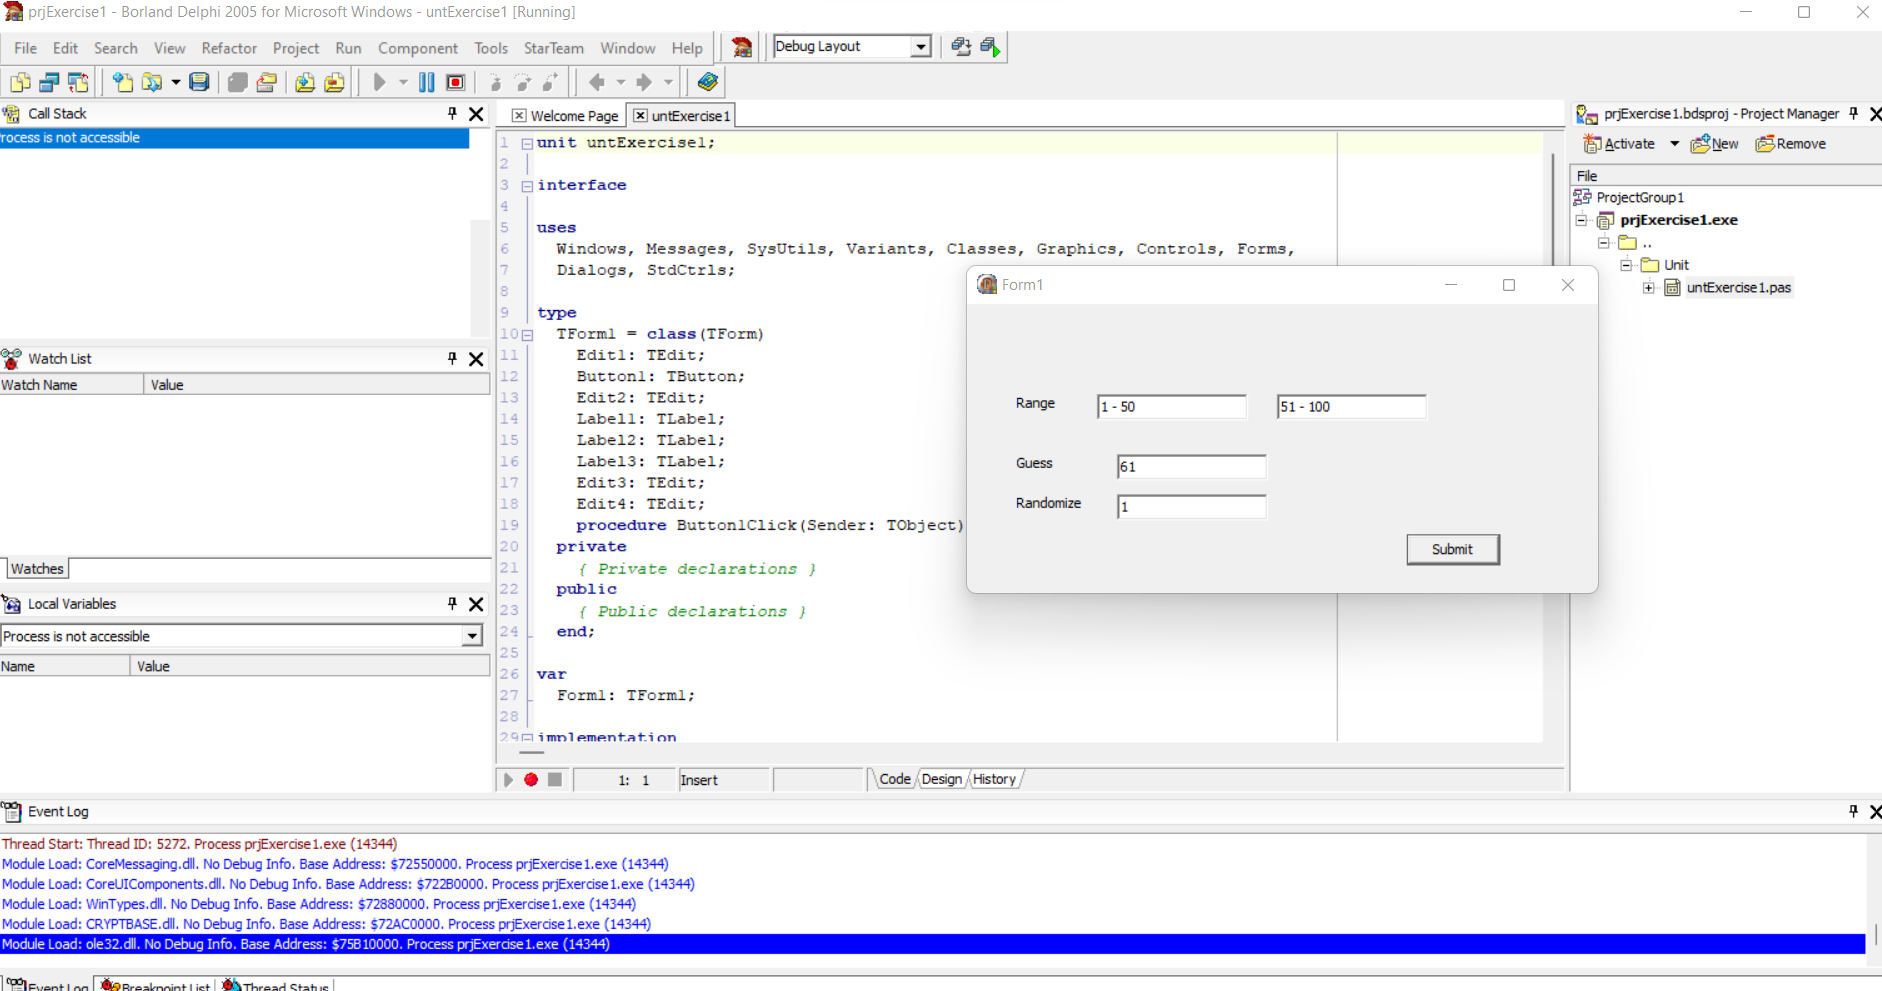 prjExercise1 - Borland Delphi 2005 for Microsoft Windows - untExercise1 [Running]
File Edit Search View Refactor Project Run Component Tools StarTeam Window Help
Debug Layout
Call Stack
rocess is not accessible
Watch List
Watch Name Value
Watches
Local Variables
Process is not accessible
Name Value
Welcome Page untExercise1
1 unit untExercise1;
2
3 interface
4
5 uses
6 Windows, Messages, SysUtils, Variants, Classes, Graphics, Controls, Forms,
7 Dialogs, StdCtrls;
8
9 type
10 TForm1 = class(TForm)
11 Edit1: TEdit;
12 Button1: TButton;
13 Edit2: TEdit;
14 Label1: TLabel;
15 Label2: TLabel;
16 Label3: TLabel;
17 Edit3: TEdit;
18 Edit4: TEdit;
19 procedure Button1Click(Sender: TObject)
20 private
21 { Private declarations }
22 public
23 { Public declarations }
24 end;
25
26 var
27 Form1: TForm1;
28
29 implementation
1: 1 Insert Code Design History
Form1
Range 1 - 50 51 - 100
Guess 61
Randomize 1
Submit
prjExercise1.bdsproj - Project Manager
Activate New Remove
File
ProjectGroup1
prjExercise1.exe
..
Unit
untExercise1.pas
Event Log
Thread Start: Thread ID: 5272. Process prjExercise1.exe (14344)
Module Load: CoreMessaging.dll. No Debug Info. Base Address: $72550000. Process prjExercise1.exe (14344)
Module Load: CoreUIComponents.dll. No Debug Info. Base Address: $722B0000. Process prjExercise1.exe (14344)
Module Load: WinTypes.dll. No Debug Info. Base Address: $72880000. Process prjExercise1.exe (14344)
Module Load: CRYPTBASE.dll. No Debug Info. Base Address: $72AC0000. Process prjExercise1.exe (14344)
Module Load: ole32.dll. No Debug Info. Base Address: $75B10000. Process prjExercise1.exe (14344)
Event Log Breakpoint List Thread Status